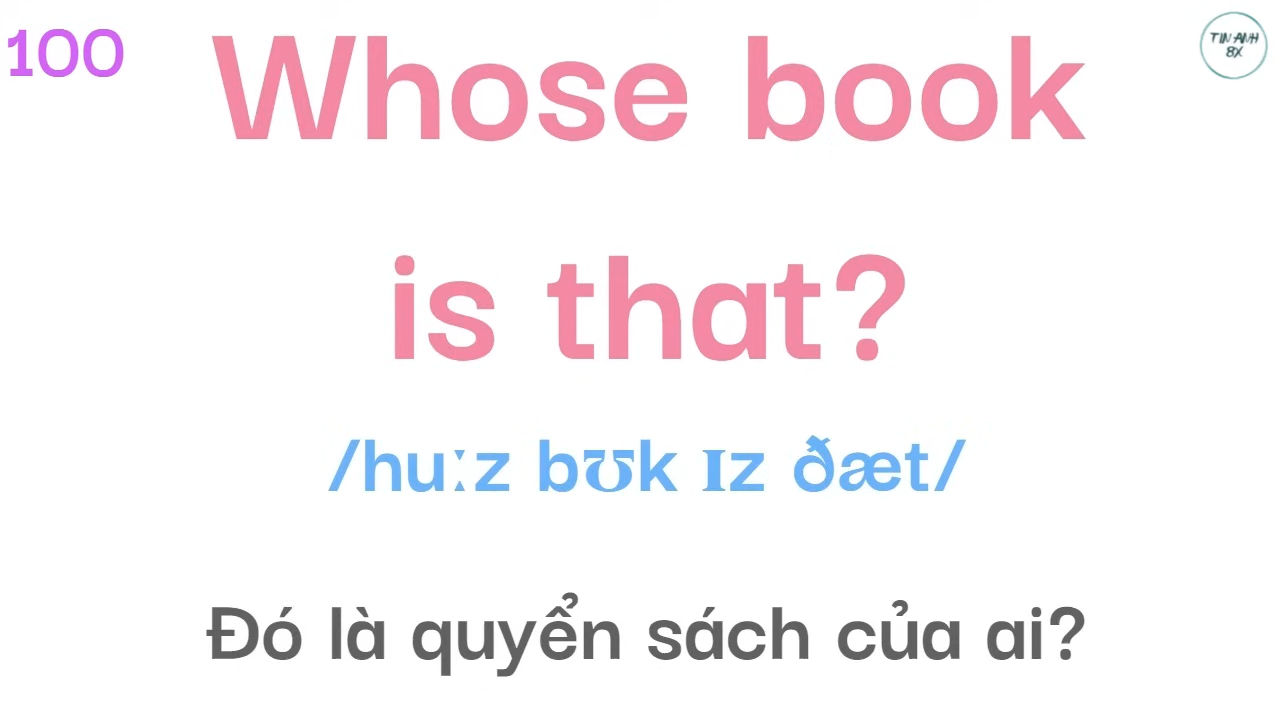 100
Whose book
is that?
/huːz bʊk ɪz ðæt/
Đó là quyển sách của ai?
TIN ANH
8X